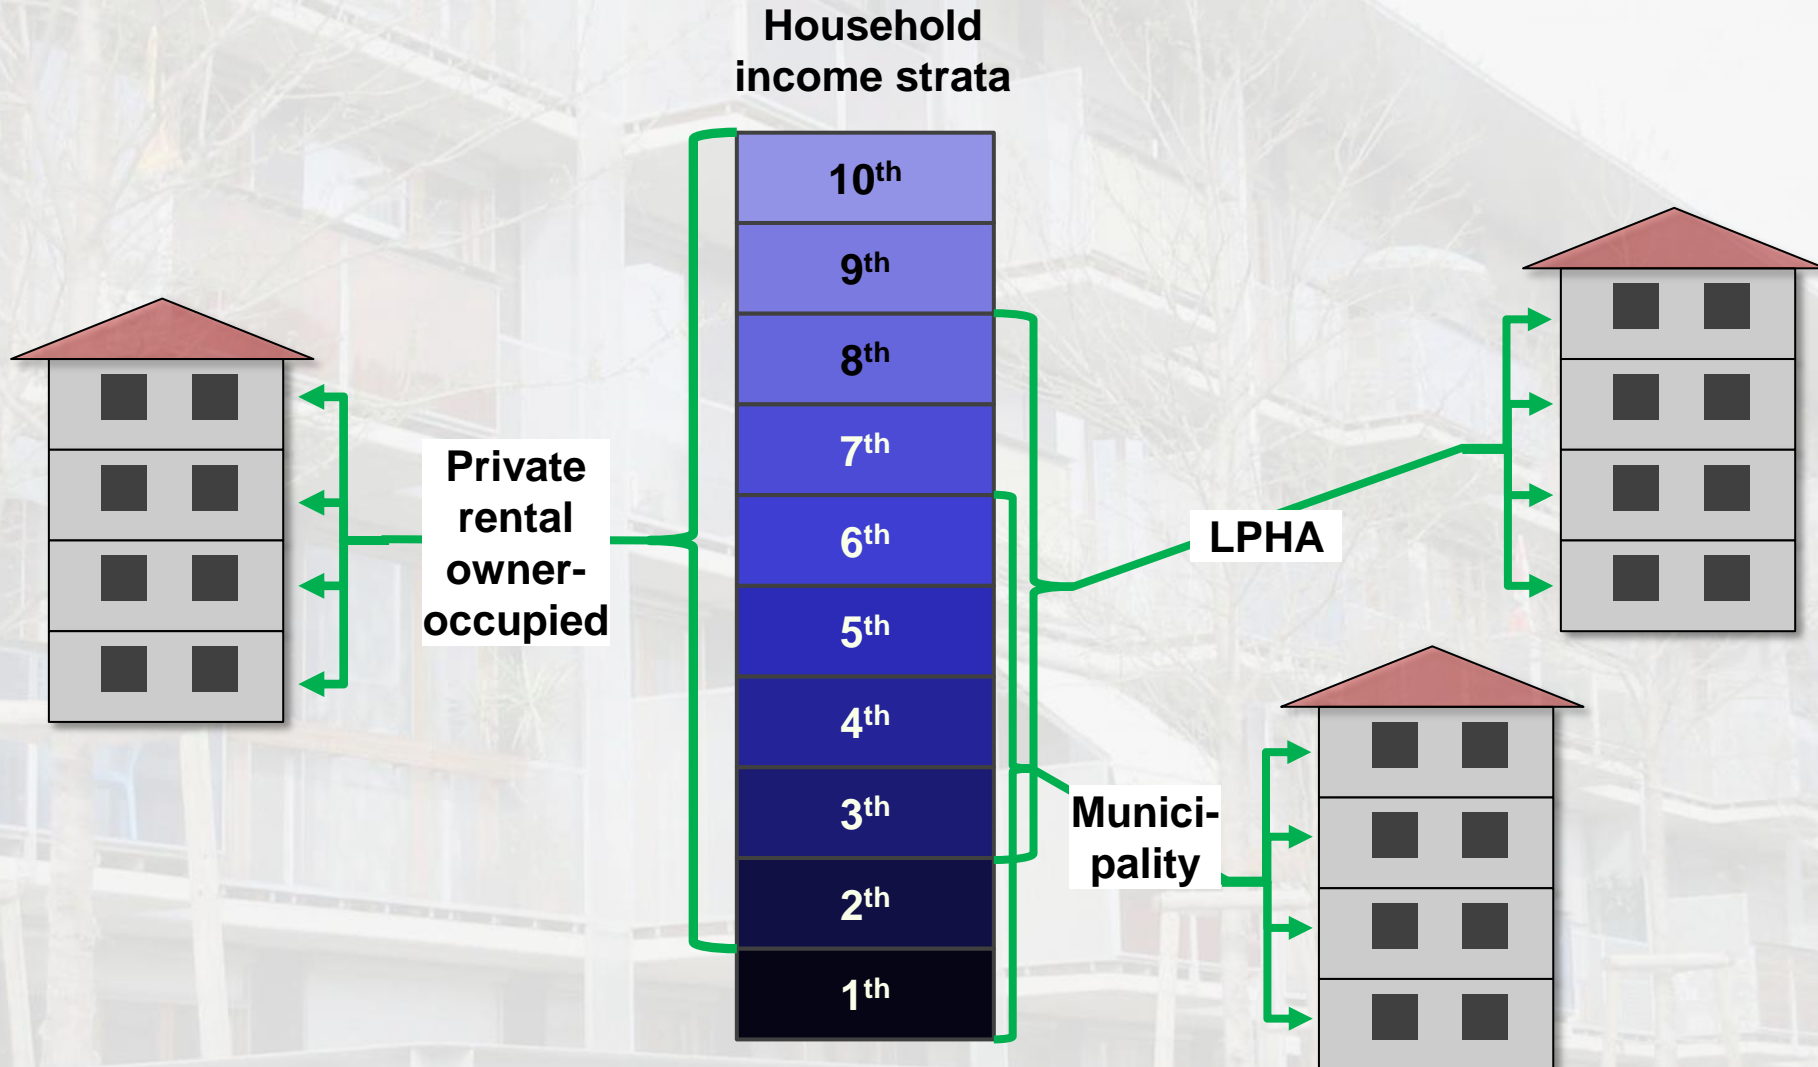 Household
income strata
10th
9th
8th
7th
6th
5th
4th
3th
2th
1th
Private
rental
owner-
occupied
LPHA
Munici-
pality